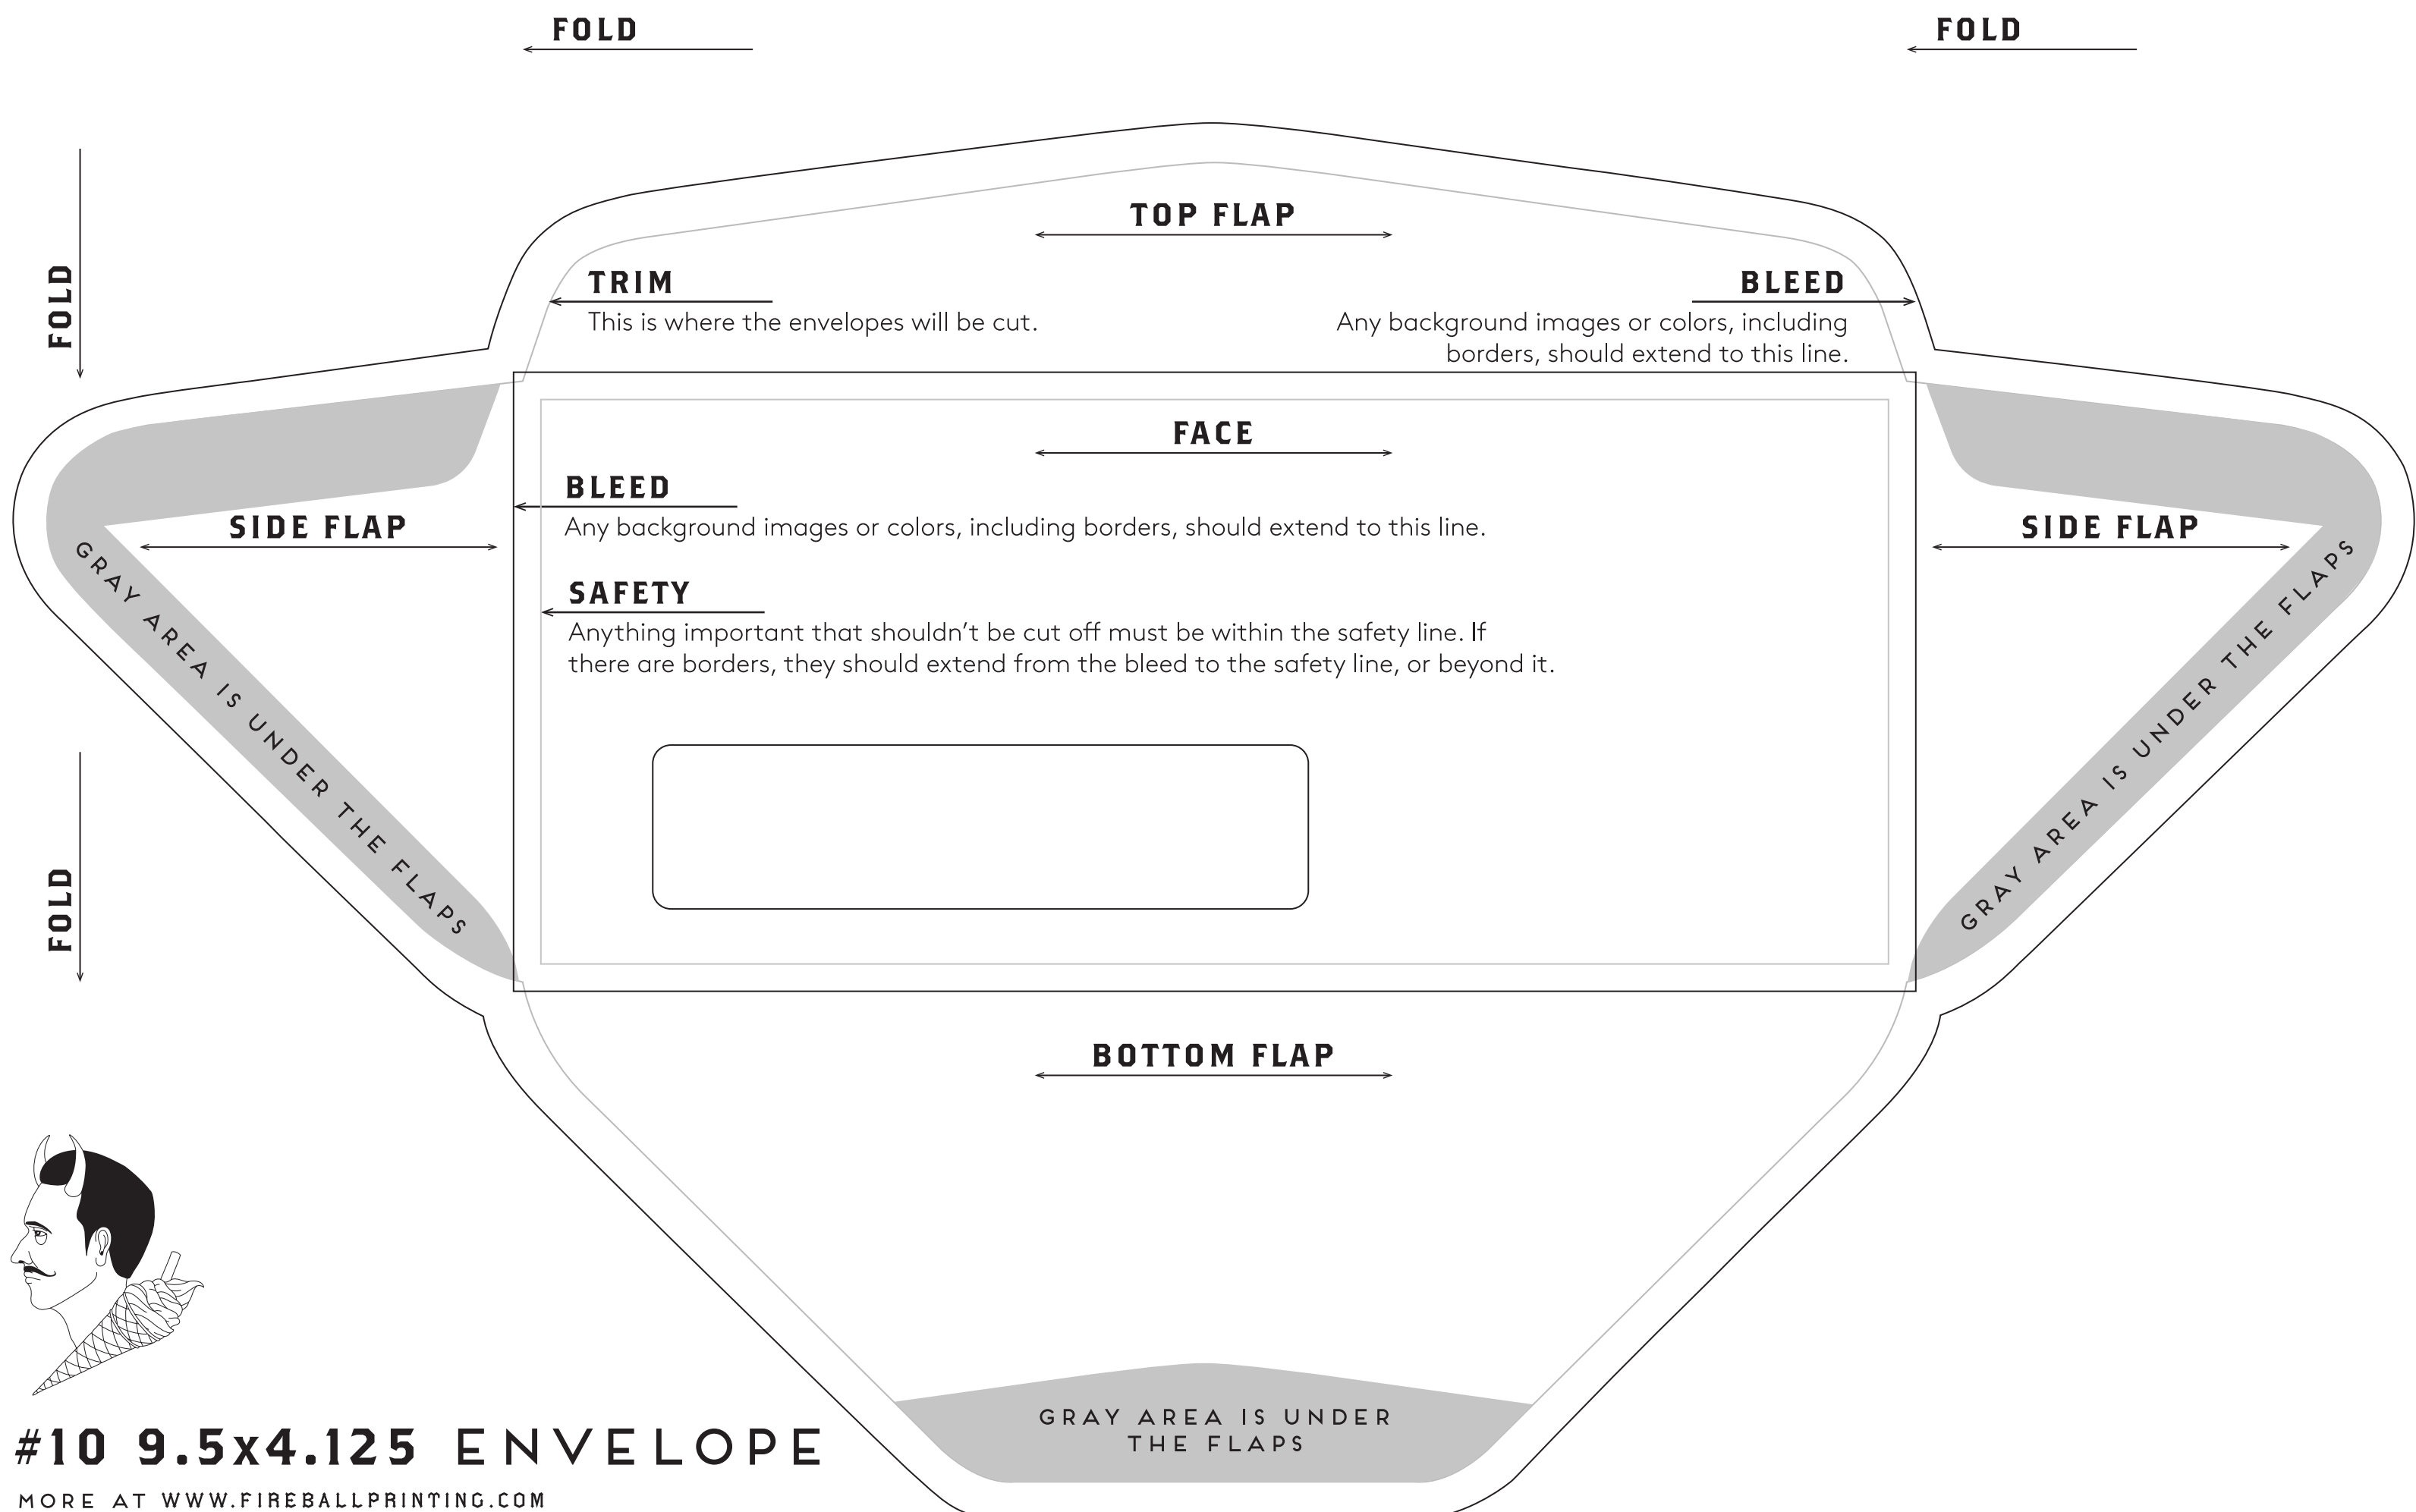 FOLD
FOLD
FOLD
TOP FLAP
TRIM
This is where the envelopes will be cut.
BLEED
Any background images or colors, including
borders, should extend to this line.
FACE
BLEED
Any background images or colors, including borders, should extend to this line.
SIDE FLAP
SIDE FLAP
GRAY AREA IS UNDER THE FLAPS
GRAY AREA IS UNDER THE FLAPS
SAFETY
Anything important that shouldn’t be cut off must be within the safety line. If
there are borders, they should extend from the bleed to the safety line, or beyond it.
FOLD
BOTTOM FLAP
GRAY AREA IS UNDER
THE FLAPS
#10 9.5x4.125 ENVELOPE
MORE AT WWW.FIREBALLPRINTING.COM